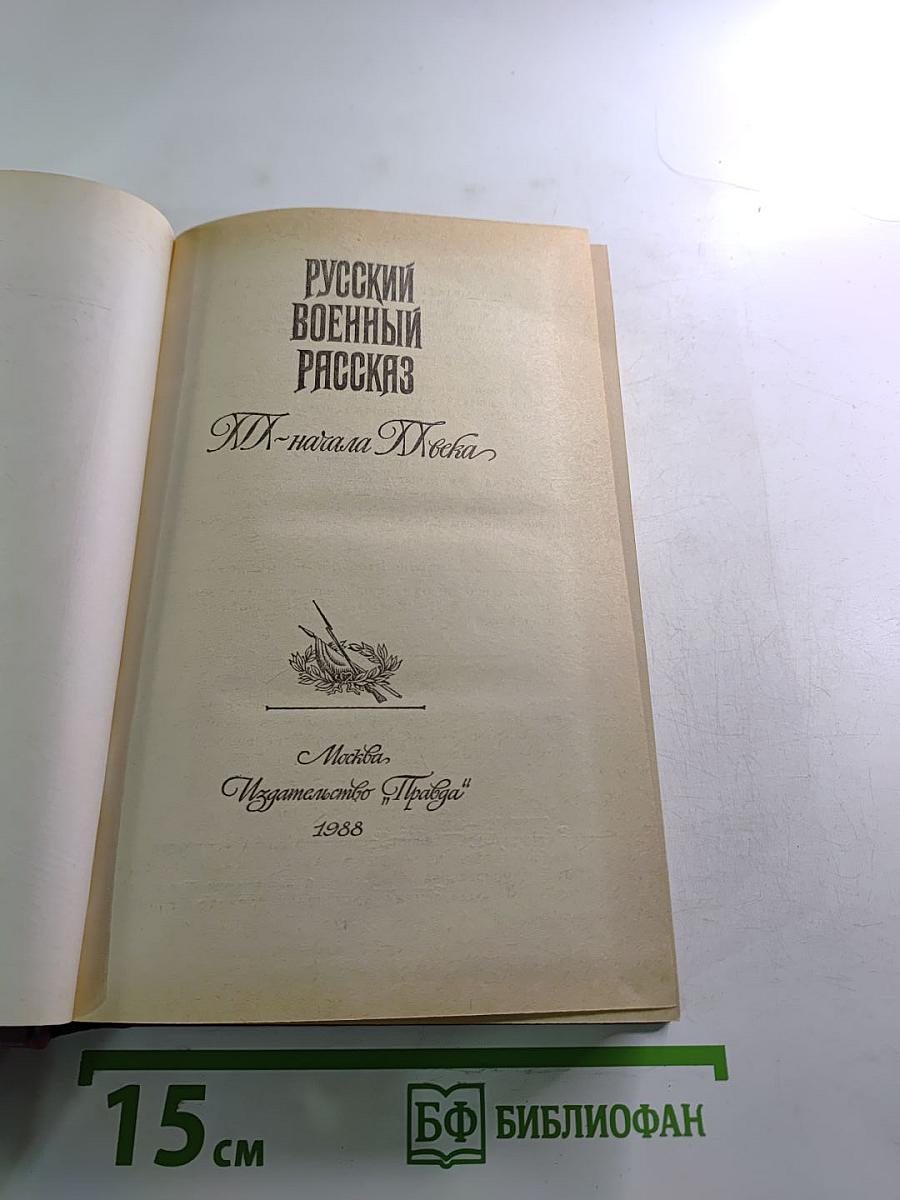 РУССКИЙ
ВОЕННЫЙ
РАССКАЗ
XIX-начала XX века
Москва
Издательство „Правда“
1988
15 см
БФ БИБЛИОФАН